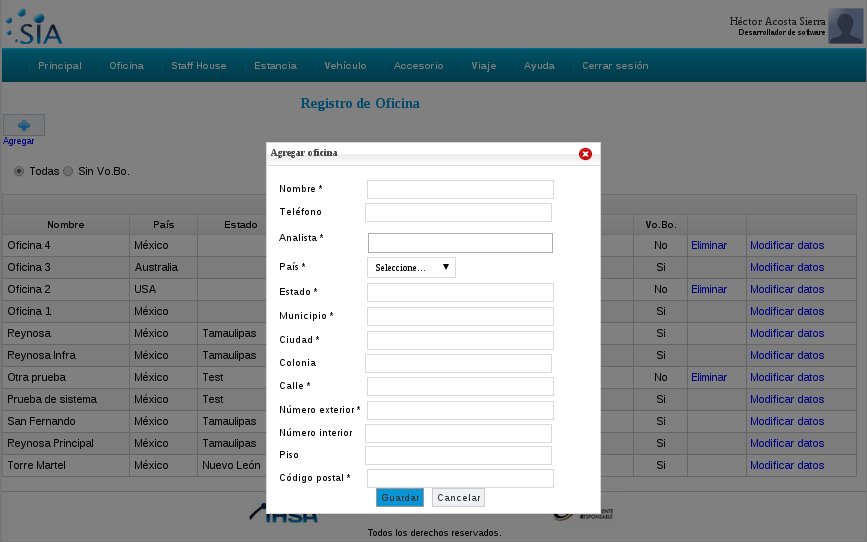 SIA
Héctor Acosta Sierra
Desarrollador de software
Principal Oficina Staff House Estancia Vehículo Accesorio Viaje Ayuda Cerrar sesión
Registro de Oficina
Agregar
Todas Sin Vo.Bo.
Agregar oficina
Nombre *
Teléfono
Analista *
País * Seleccione...
Estado *
Municipio *
Ciudad *
Colonia
Calle *
Número exterior *
Número interior
Piso
Código postal *
Guardar Cancelar
Nombre País Estado Vo.Bo.
Oficina 4 México No Eliminar Modificar datos
Oficina 3 Australia Si Modificar datos
Oficina 2 USA No Eliminar Modificar datos
Oficina 1 México Si Modificar datos
Reynosa México Tamaulipas Si Modificar datos
Reynosa Infra México Tamaulipas Si Modificar datos
Otra prueba México Test No Eliminar Modificar datos
Prueba de sistema México Test Si Modificar datos
San Fernando México Tamaulipas Si Modificar datos
Reynosa Principal México Tamaulipas Si Modificar datos
Torre Martel México Nuevo León Si Modificar datos
IHSA
RESPONSABLE
Todos los derechos reservados.